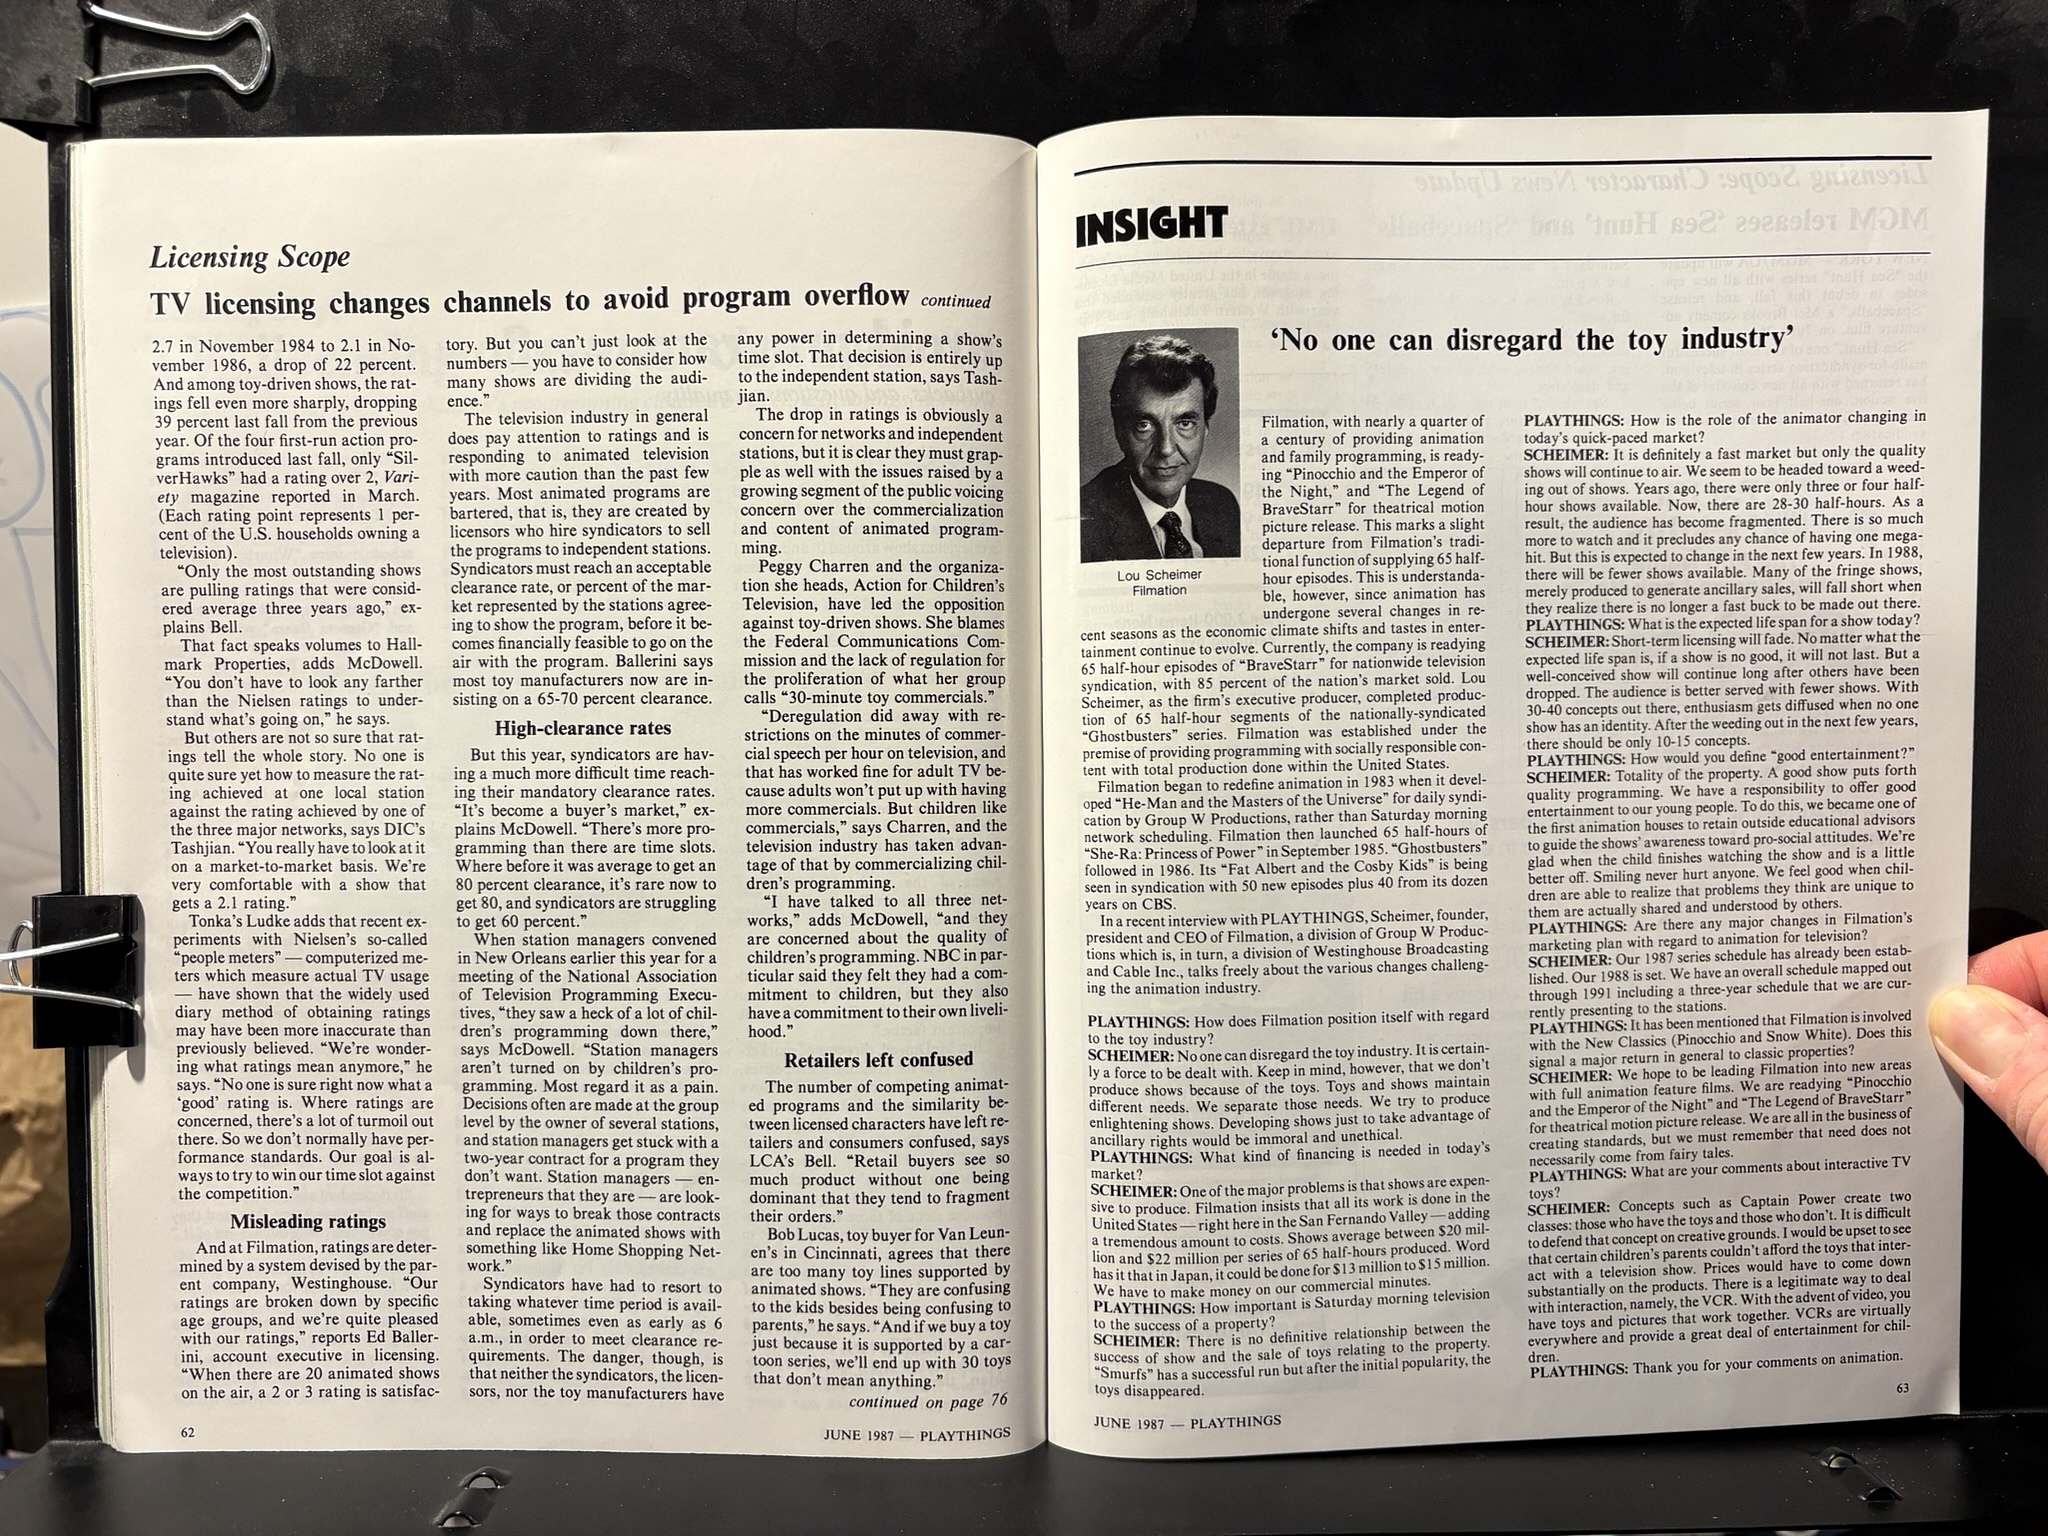 Licensing Scope
TV licensing changes channels to avoid program overflow continued
2.7 in November 1984 to 2.1 in No-
vember 1986, a drop of 22 percent.
And among toy-driven shows, the rat-
ings fell even more sharply, dropping
39 percent last fall from the previous
year. Of the four first-run action pro-
grams introduced last fall, only “Sil-
verHawks” had a rating over 2, Vari-
ety magazine reported in March.
(Each rating point represents 1 per-
cent of the U.S. households owning a
television).
“Only the most outstanding shows
are pulling ratings that were consid-
ered average three years ago,” ex-
plains Bell.
That fact speaks volumes to Hall-
mark Properties, adds McDowell.
“You don’t have to look any farther
than the Nielsen ratings to under-
stand what’s going on,” he says.
But others are not so sure that rat-
ings tell the whole story. No one is
quite sure yet how to measure the rat-
ing achieved at one local station
against the rating achieved by one of
the three major networks, says DIC’s
Tashjian. “You really have to look at it
on a market-to-market basis. We’re
very comfortable with a show that
gets a 2.1 rating.”
Tonka’s Ludke adds that recent ex-
periments with Nielsen’s so-called
“people meters” — computerized me-
ters which measure actual TV usage
— have shown that the widely used
diary method of obtaining ratings
may have been more inaccurate than
previously believed. “We’re wonder-
ing what ratings mean anymore,” he
says. “No one is sure right now what a
‘good’ rating is. Where ratings are
concerned, there’s a lot of turmoil out
there. So we don’t normally have per-
formance standards. Our goal is al-
ways to try to win our time slot against
the competition.”
Misleading ratings
And at Filmation, ratings are deter-
mined by a system devised by the par-
ent company, Westinghouse. “Our
ratings are broken down by specific
age groups, and we’re quite pleased
with our ratings,” reports Ed Baller-
ini, account executive in licensing.
“When there are 20 animated shows
on the air, a 2 or 3 rating is satisfac-
tory. But you can’t just look at the
numbers — you have to consider how
many shows are dividing the audi-
ence.”
The television industry in general
does pay attention to ratings and is
responding to animated television
with more caution than the past few
years. Most animated programs are
bartered, that is, they are created by
licensors who hire syndicators to sell
the programs to independent stations.
Syndicators must reach an acceptable
clearance rate, or percent of the mar-
ket represented by the stations agree-
ing to show the program, before it be-
comes financially feasible to go on the
air with the program. Ballerini says
most toy manufacturers now are in-
sisting on a 65-70 percent clearance.
High-clearance rates
But this year, syndicators are hav-
ing a much more difficult time reach-
ing their mandatory clearance rates.
“It’s become a buyer’s market,” ex-
plains McDowell. “There’s more pro-
gramming than there are time slots.
Where before it was average to get an
80 percent clearance, it’s rare now to
get 80, and syndicators are struggling
to get 60 percent.”
When station managers convened
in New Orleans earlier this year for a
meeting of the National Association
of Television Programming Execu-
tives, “they saw a heck of a lot of chil-
dren’s programming down there,”
says McDowell. “Station managers
aren’t turned on by children’s pro-
gramming. Most regard it as a pain.
Decisions often are made at the group
level by the owner of several stations,
and station managers get stuck with a
two-year contract for a program they
don’t want. Station managers — en-
trepreneurs that they are — are look-
ing for ways to break those contracts
and replace the animated shows with
something like Home Shopping Net-
work.”
Syndicators have had to resort to
taking whatever time period is avail-
able, sometimes even as early as 6
a.m., in order to meet clearance re-
quirements. The danger, though, is
that neither the syndicators, the licen-
sors, nor the toy manufacturers have
any power in determining a show’s
time slot. That decision is entirely up
to the independent station, says Tash-
jian.
The drop in ratings is obviously a
concern for networks and independent
stations, but it is clear they must grap-
ple as well with the issues raised by a
growing segment of the public voicing
concern over the commercialization
and content of animated program-
ming.
Peggy Charren and the organiza-
tion she heads, Action for Children’s
Television, have led the opposition
against toy-driven shows. She blames
the Federal Communications Com-
mission and the lack of regulation for
the proliferation of what her group
calls “30-minute toy commercials.”
“Deregulation did away with re-
strictions on the minutes of commer-
cial speech per hour on television, and
that has worked fine for adult TV be-
cause adults won’t put up with having
more commercials. But children like
commercials,” says Charren, and the
television industry has taken advan-
tage of that by commercializing chil-
dren’s programming.
“I have talked to all three net-
works,” adds McDowell, “and they
are concerned about the quality of
children’s programming. NBC in par-
ticular said they felt they had a com-
mitment to children, but they also
have a commitment to their own liveli-
hood.”
Retailers left confused
The number of competing animat-
ed programs and the similarity be-
tween licensed characters have left re-
tailers and consumers confused, says
LCA’s Bell. “Retail buyers see so
much product without one being
dominant that they tend to fragment
their orders.”
Bob Lucas, toy buyer for Van Leun-
en’s in Cincinnati, agrees that there
are too many toy lines supported by
animated shows. “They are confusing
to the kids besides being confusing to
parents,” he says. “And if we buy a toy
just because it is supported by a car-
toon series, we’ll end up with 30 toys
that don’t mean anything.”
continued on page 76
62
JUNE 1987 — PLAYTHINGS
INSIGHT
‘No one can disregard the toy industry’
Lou Scheimer
Filmation
Filmation, with nearly a quarter of
a century of providing animation
and family programming, is ready-
ing “Pinocchio and the Emperor of
the Night,” and “The Legend of
BraveStarr” for theatrical motion
picture release. This marks a slight
departure from Filmation’s tradi-
tional function of supplying 65 half-
hour episodes. This is understanda-
ble, however, since animation has
undergone several changes in re-
cent seasons as the economic climate shifts and tastes in enter-
tainment continue to evolve. Currently, the company is readying
65 half-hour episodes of “BraveStarr” for nationwide television
syndication, with 85 percent of the nation’s market sold. Lou
Scheimer, as the firm’s executive producer, completed produc-
tion of 65 half-hour segments of the nationally-syndicated
“Ghostbusters” series. Filmation was established under the
premise of providing programming with socially responsible con-
tent with total production done within the United States.
Filmation began to redefine animation in 1983 when it devel-
oped “He-Man and the Masters of the Universe” for daily syndi-
cation by Group W Productions, rather than Saturday morning
network scheduling. Filmation then launched 65 half-hours of
“She-Ra: Princess of Power” in September 1985. “Ghostbusters”
followed in 1986. Its “Fat Albert and the Cosby Kids” is being
seen in syndication with 50 new episodes plus 40 from its dozen
years on CBS.
In a recent interview with PLAYTHINGS, Scheimer, founder,
president and CEO of Filmation, a division of Group W Produc-
tions which is, in turn, a division of Westinghouse Broadcasting
and Cable Inc., talks freely about the various changes challeng-
ing the animation industry.
PLAYTHINGS: How does Filmation position itself with regard
to the toy industry?
SCHEIMER: No one can disregard the toy industry. It is certain-
ly a force to be dealt with. Keep in mind, however, that we don’t
produce shows because of the toys. Toys and shows maintain
different needs. We separate those needs. We try to produce
enlightening shows. Developing shows just to take advantage of
ancillary rights would be immoral and unethical.
PLAYTHINGS: What kind of financing is needed in today’s
market?
SCHEIMER: One of the major problems is that shows are expen-
sive to produce. Filmation insists that all its work is done in the
United States — right here in the San Fernando Valley — adding
a tremendous amount to costs. Shows average between $20 mil-
lion and $22 million per series of 65 half-hours produced. Word
has it that in Japan, it could be done for $13 million to $15 million.
We have to make money on our commercial minutes.
PLAYTHINGS: How important is Saturday morning television
to the success of a property?
SCHEIMER: There is no definitive relationship between the
success of show and the sale of toys relating to the property.
“Smurfs” has a successful run but after the initial popularity, the
toys disappeared.
PLAYTHINGS: How is the role of the animator changing in
today’s quick-paced market?
SCHEIMER: It is definitely a fast market but only the quality
shows will continue to air. We seem to be headed toward a weed-
ing out of shows. Years ago, there were only three or four half-
hour shows available. Now, there are 28-30 half-hours. As a
result, the audience has become fragmented. There is so much
more to watch and it precludes any chance of having one mega-
hit. But this is expected to change in the next few years. In 1988,
there will be fewer shows available. Many of the fringe shows,
merely produced to generate ancillary sales, will fall short when
they realize there is no longer a fast buck to be made out there.
PLAYTHINGS: What is the expected life span for a show today?
SCHEIMER: Short-term licensing will fade. No matter what the
expected life span is, if a show is no good, it will not last. But a
well-conceived show will continue long after others have been
dropped. The audience is better served with fewer shows. With
30-40 concepts out there, enthusiasm gets diffused when no one
show has an identity. After the weeding out in the next few years,
there should be only 10-15 concepts.
PLAYTHINGS: How would you define “good entertainment?”
SCHEIMER: Totality of the property. A good show puts forth
quality programming. We have a responsibility to offer good
entertainment to our young people. To do this, we became one of
the first animation houses to retain outside educational advisors
to guide the shows’ awareness toward pro-social attitudes. We’re
glad when the child finishes watching the show and is a little
better off. Smiling never hurt anyone. We feel good when chil-
dren are able to realize that problems they think are unique to
them are actually shared and understood by others.
PLAYTHINGS: Are there any major changes in Filmation’s
marketing plan with regard to animation for television?
SCHEIMER: Our 1987 series schedule has already been estab-
lished. Our 1988 is set. We have an overall schedule mapped out
through 1991 including a three-year schedule that we are cur-
rently presenting to the stations.
PLAYTHINGS: It has been mentioned that Filmation is involved
with the New Classics (Pinocchio and Snow White). Does this
signal a major return in general to classic properties?
SCHEIMER: We hope to be leading Filmation into new areas
with full animation feature films. We are readying “Pinocchio
and the Emperor of the Night” and “The Legend of BraveStarr”
for theatrical motion picture release. We are all in the business of
creating standards, but we must remember that need does not
necessarily come from fairy tales.
PLAYTHINGS: What are your comments about interactive TV
toys?
SCHEIMER: Concepts such as Captain Power create two
classes: those who have the toys and those who don’t. It is difficult
to defend that concept on creative grounds. I would be upset to see
that certain children’s parents couldn’t afford the toys that inter-
act with a television show. Prices would have to come down
substantially on the products. There is a legitimate way to deal
with interaction, namely, the VCR. With the advent of video, you
have toys and pictures that work together. VCRs are virtually
everywhere and provide a great deal of entertainment for chil-
dren.
PLAYTHINGS: Thank you for your comments on animation.
63
JUNE 1987 — PLAYTHINGS